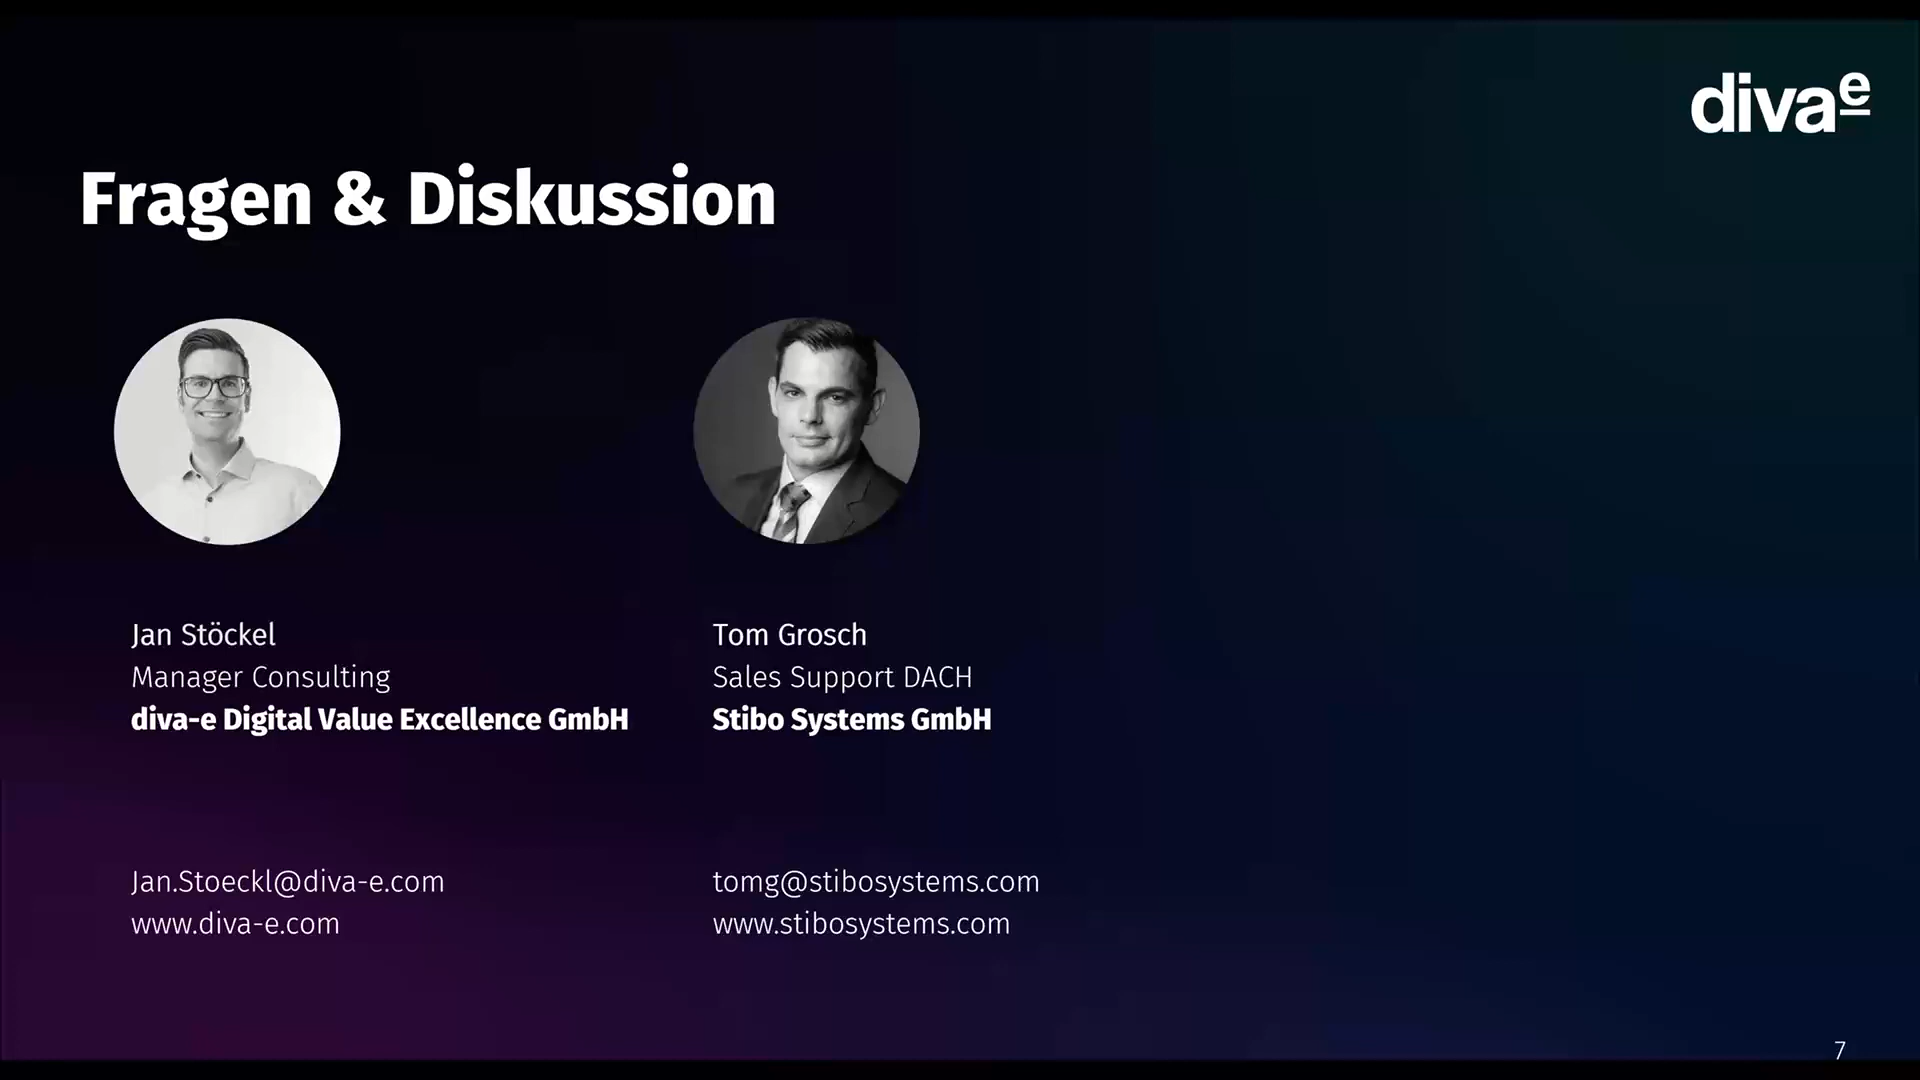 diva-e
Fragen & Diskussion
Jan Stöckel
Manager Consulting
diva-e Digital Value Excellence GmbH
Jan.Stoeckl@diva-e.com
www.diva-e.com
Tom Grosch
Sales Support DACH
Stibo Systems GmbH
tomg@stibosystems.com
www.stibosystems.com
7